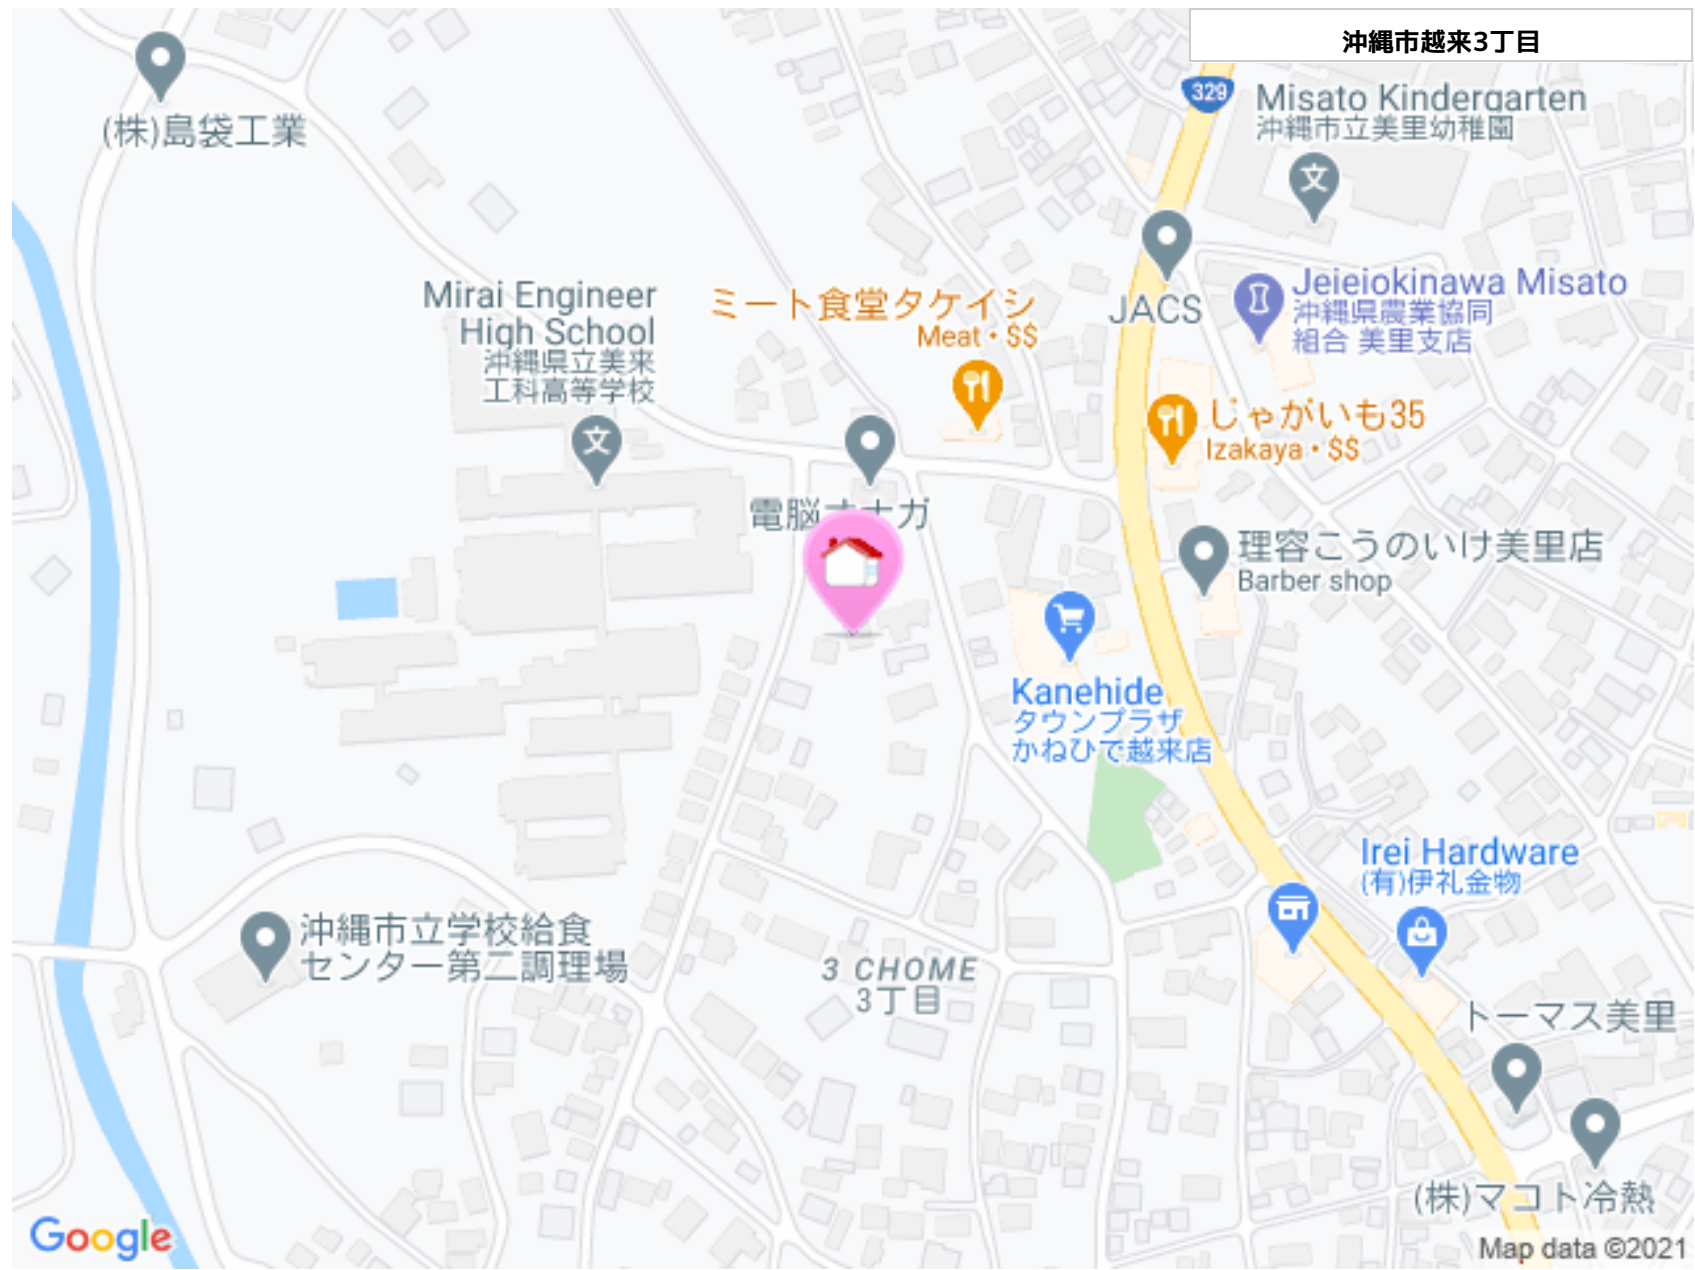 沖縄市越来3丁目
329
Misato Kindergarten
沖縄市立美里幼稚園
文
(株)島袋工業
Mirai Engineer
High School
沖縄県立美来
工科高等学校
文
ミート食堂タケイシ
Meat・$$
JACS
Jeieiokinawa Misato
沖縄県農業協同
組合 美里支店
じゃがいも35
Izakaya・$$
電脳オナガ
理容こうのいけ美里店
Barber shop
Kanehide
タウンプラザ
かねひで越来店
Irei Hardware
(有)伊礼金物
沖縄市立学校給食
センター第二調理場
3 CHOME
3丁目
トーマス美里
(株)マコト冷熱
Google
Map data ©2021